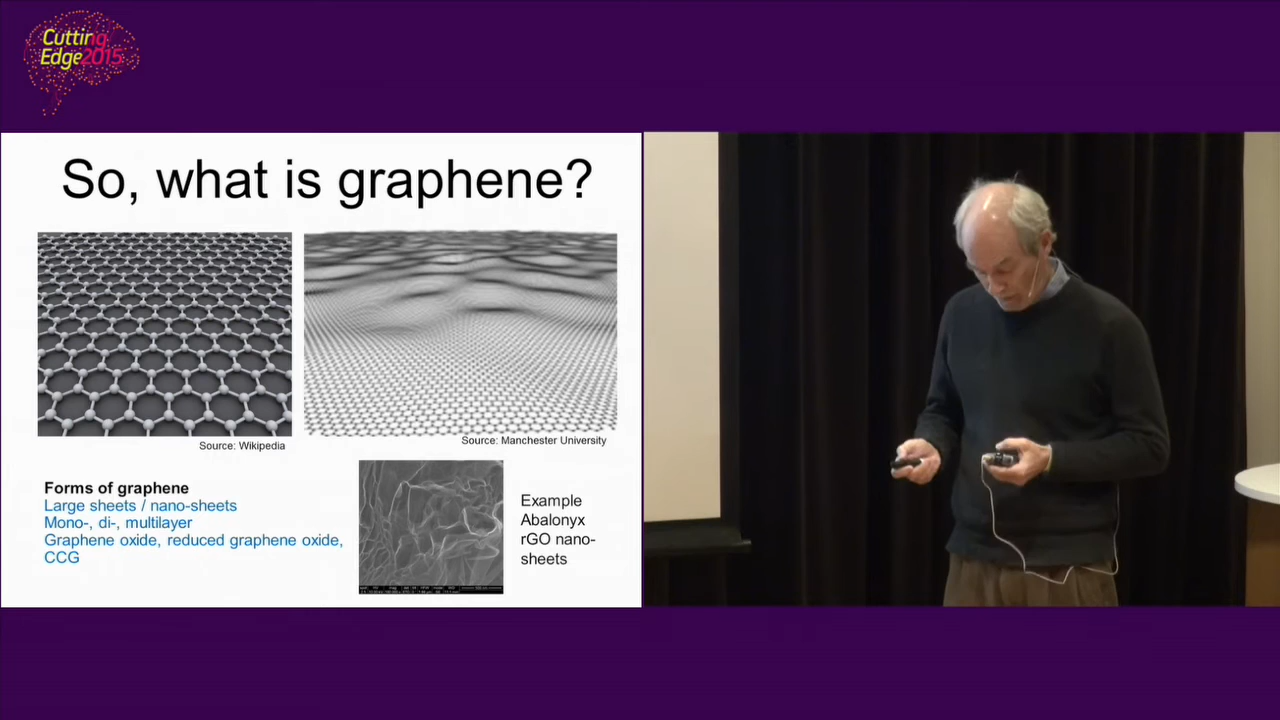 Cutting
Edge2015
So, what is graphene?
Source: Wikipedia
Source: Manchester University
Forms of graphene
Large sheets / nano-sheets
Mono-, di-, multilayer
Graphene oxide, reduced graphene oxide,
CCG
Example
Abalonyx
rGO nano-
sheets